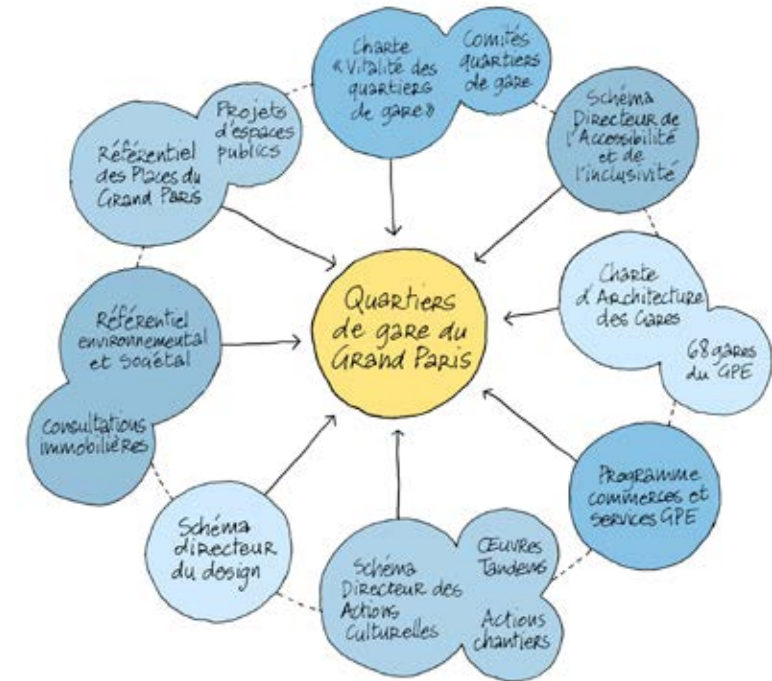 Charte
« Vitalité des
quartiers
de gare »
Comités
quartiers
de gare
Schéma
Directeur de
l'Accessibilité
et de
l'inclusivité
Charte
d'Architecture
des Gares
68 gares
du GPE
Programme
commerces et
services GPE
Œuvres
Tandems
Actions
chantiers
Schéma
Directeur des
Actions
Culturelles
Schéma
directeur
du design
Consultations
immobilières
Référentiel
environnemental
et Sociétal
Référentiel
des Places du
Grand Paris
Projets
d'espaces
publics
Quartiers
de gare du
Grand Paris